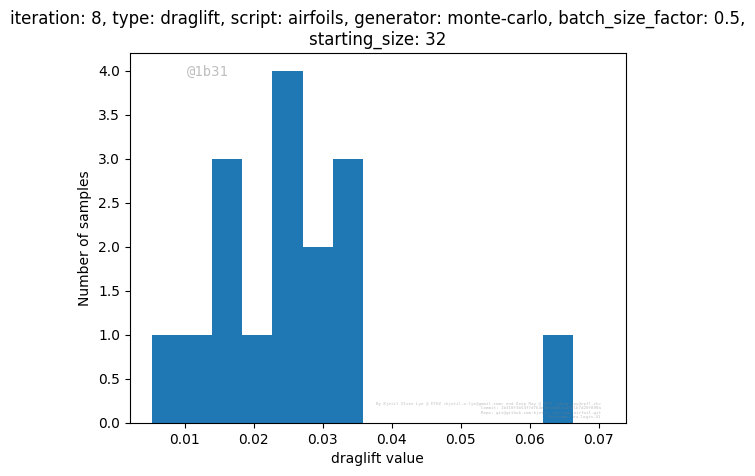 iteration: 8, type: draglift, script: airfoils, generator: monte-carlo, batch_size_factor: 0.5,
starting_size: 32
@1b31
4.0
3.5
3.0
2.5
2.0
1.5
1.0
0.5
0.0
Number of samples
0.01 0.02 0.03 0.04 0.05 0.06 0.07
draglift value